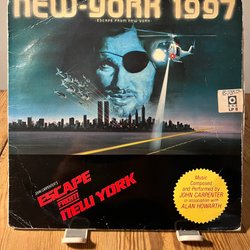 NEW-YORK 1997
·ESCAPE FROM NEW YORK·
JOHN CARPENTER'S
ESCAPE
FROM
NEW YORK
Music
Composed
and Performed by
JOHN CARPENTER
in association with
ALAN HOWARTH